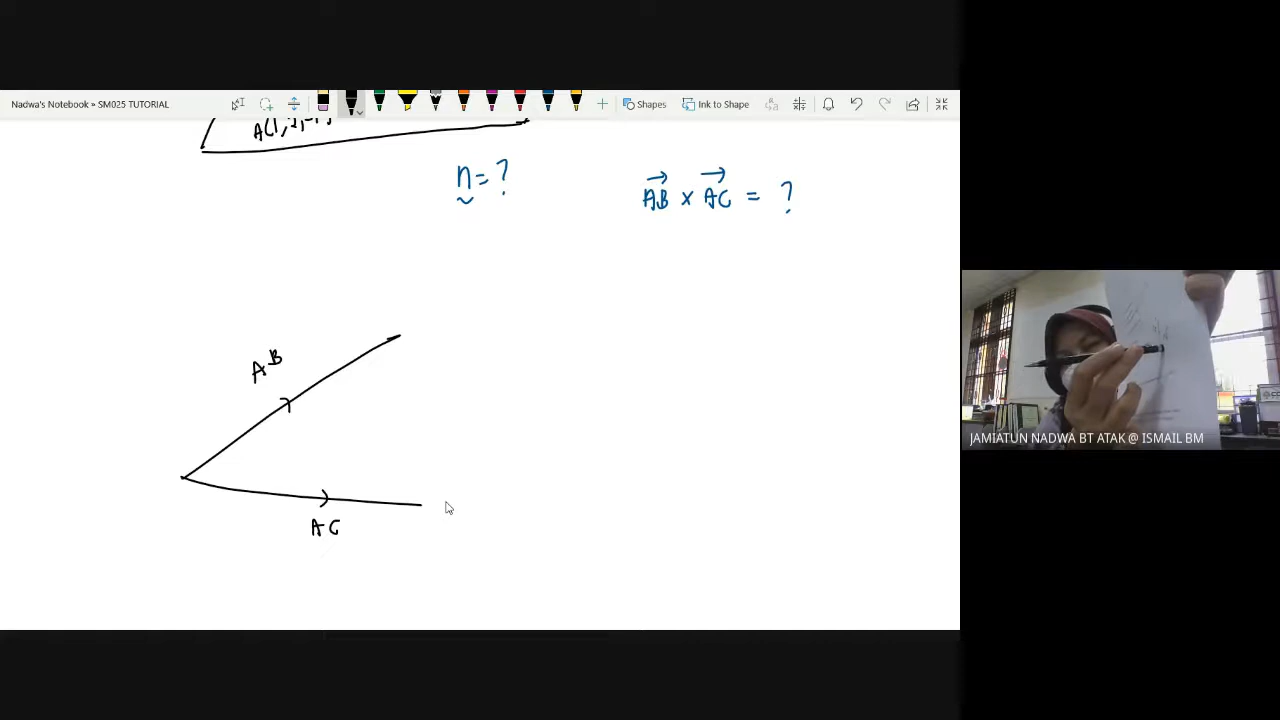 Nadwa's Notebook » SM025 TUTORIAL
Shapes
Ink to Shape
n = ?
AB x AC = ?
AB
AC
JAMIATUN NADWA BT ATAK @ ISMAIL BM